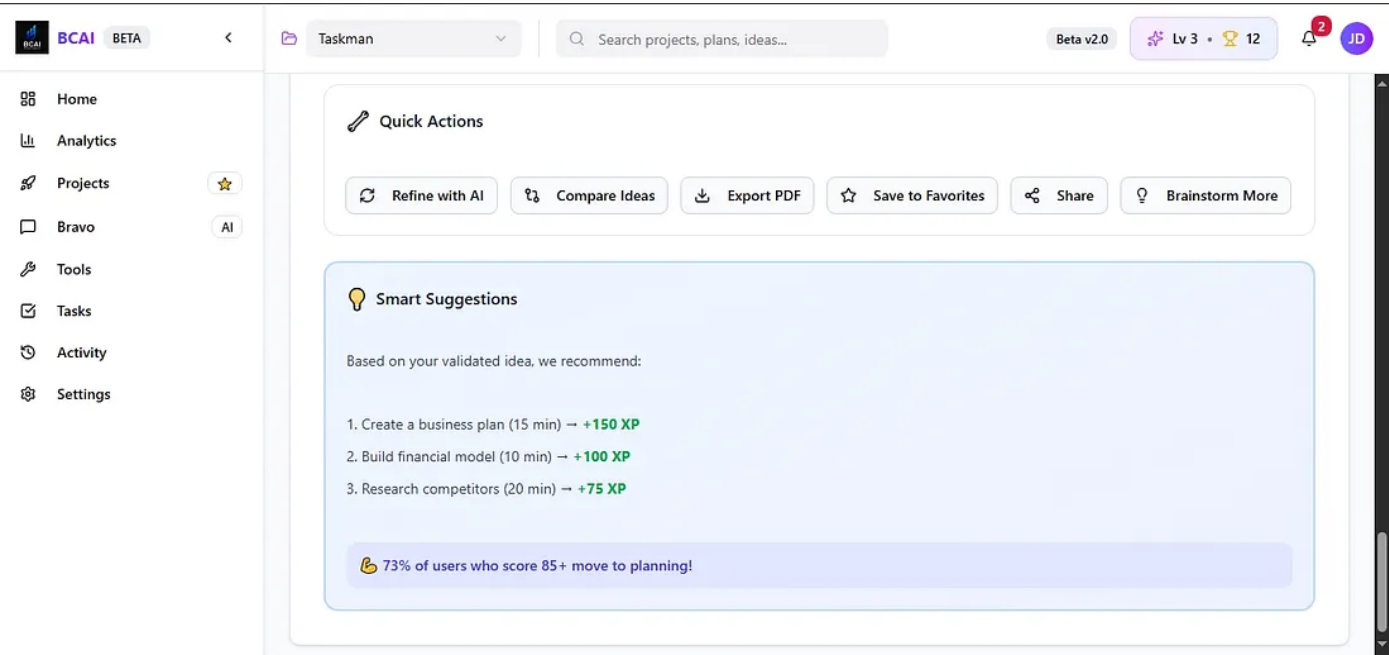 BCAI
BCAI BETA
Taskman
Search projects, plans, ideas...
Beta v2.0
Lv 3 • 12
2
JD
Home
Analytics
Projects
Bravo AI
Tools
Tasks
Activity
Settings
Quick Actions
Refine with AI
Compare Ideas
Export PDF
Save to Favorites
Share
Brainstorm More
Smart Suggestions
Based on your validated idea, we recommend:
1. Create a business plan (15 min) → +150 XP
2. Build financial model (10 min) → +100 XP
3. Research competitors (20 min) → +75 XP
73% of users who score 85+ move to planning!